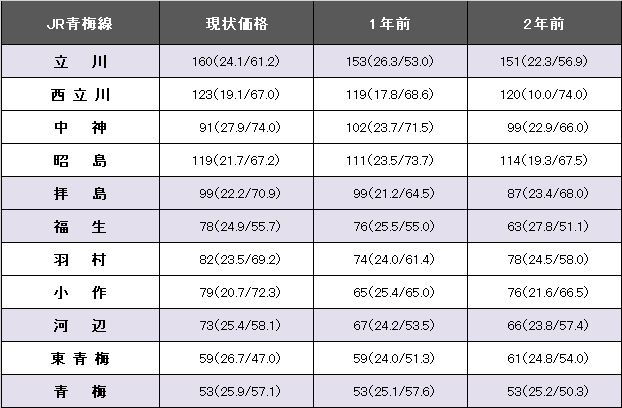 JR青梅線 現状価格 1年前 2年前
立川 160(24.1/61.2) 153(26.3/53.0) 151(22.3/56.9)
西立川 123(19.1/67.0) 119(17.8/68.6) 120(10.0/74.0)
中神 91(27.9/74.0) 102(23.7/71.5) 99(22.9/66.0)
昭島 119(21.7/67.2) 111(23.5/73.7) 114(19.3/67.5)
拝島 99(22.2/70.9) 99(21.2/64.5) 87(23.4/68.0)
福生 78(24.9/55.7) 76(25.5/55.0) 63(27.8/51.1)
羽村 82(23.5/69.2) 74(24.0/61.4) 78(24.5/58.0)
小作 79(20.7/72.3) 65(25.4/65.0) 76(21.6/66.5)
河辺 73(25.4/58.1) 67(24.2/53.5) 66(23.8/57.4)
東青梅 59(26.7/47.0) 59(24.0/51.3) 61(24.8/54.0)
青梅 53(25.9/57.1) 53(25.1/57.6) 53(25.2/50.3)